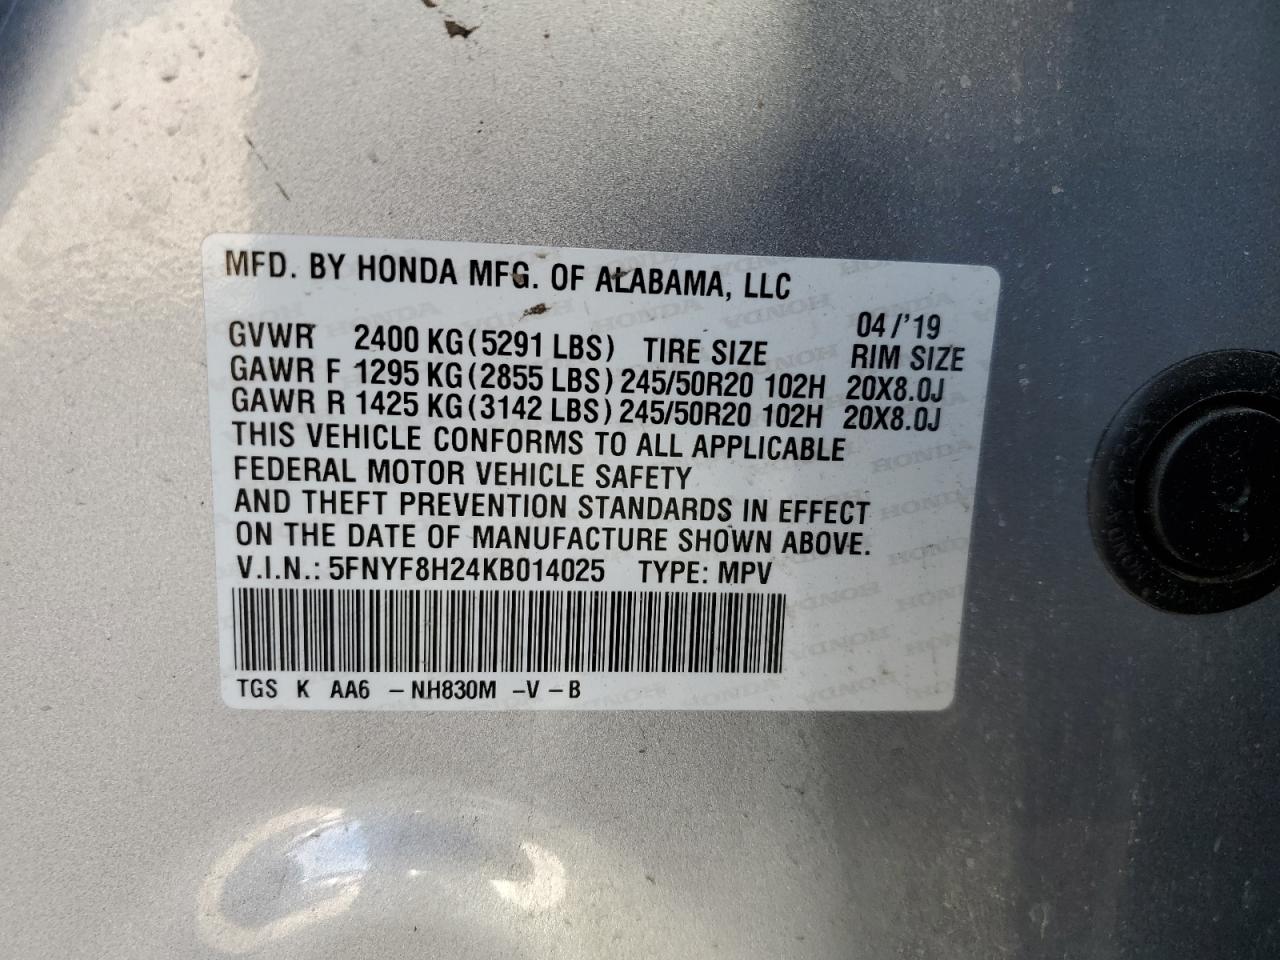 MFD. BY HONDA MFG. OF ALABAMA, LLC
04/'19
GVWR 2400 KG(5291 LBS) TIRE SIZE RIM SIZE
GAWR F 1295 KG(2855 LBS) 245/50R20 102H 20X8.0J
GAWR R 1425 KG(3142 LBS) 245/50R20 102H 20X8.0J
THIS VEHICLE CONFORMS TO ALL APPLICABLE
FEDERAL MOTOR VEHICLE SAFETY
AND THEFT PREVENTION STANDARDS IN EFFECT
ON THE DATE OF MANUFACTURE SHOWN ABOVE.
V.I.N.: 5FNYF8H24KB014025 TYPE: MPV
TGS K AA6 -NH830M -V -B